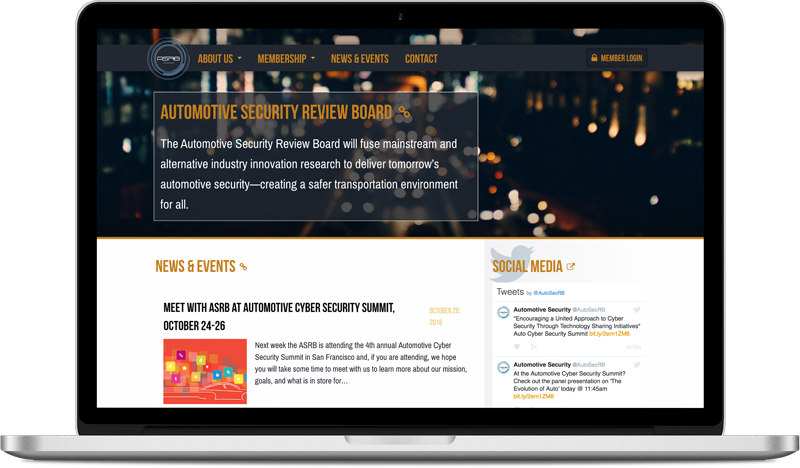 ASRB
ABOUT US MEMBERSHIP NEWS & EVENTS CONTACT
MEMBER LOGIN
AUTOMOTIVE SECURITY REVIEW BOARD
The Automotive Security Review Board will fuse mainstream and
alternative industry innovation research to deliver tomorrow's
automotive security—creating a safer transportation environment
for all.
NEWS & EVENTS
MEET WITH ASRB AT AUTOMOTIVE CYBER SECURITY SUMMIT,
OCTOBER 24-26
OCTOBER 20,
2016
Next week the ASRB is attending the 4th annual Automotive Cyber
Security Summit in San Francisco and, if you are attending, we hope
you will take some time to meet with us to learn more about our mission,
goals, and what is in store for…
SOCIAL MEDIA
Tweets by @AutoSecRB
Automotive Security @AutoSecRB
"Encouraging a United Approach to Cyber
Security Through Technology Sharing Initiatives"
Auto Cyber Security Summit bit.ly/2em1ZM8
Automotive Security @AutoSecRB
At the Automotive Cyber Security Summit?
Check out the panel presentation on 'The
Evolution of Auto' today @ 11:45am
bit.ly/2em1ZM8